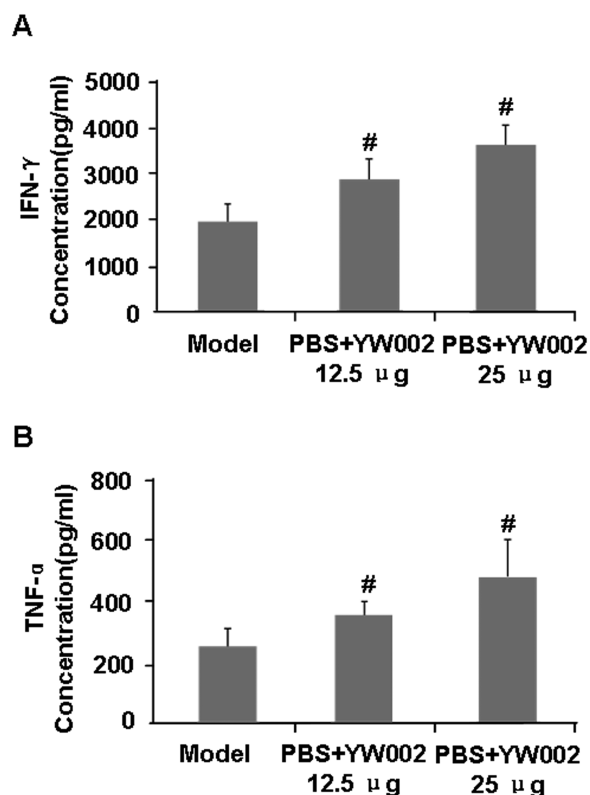 A
IFN-γ
Concentration(pg/ml)
5000
4000
3000
2000
1000
0
#
#
Model
PBS+YW002
12.5 μg
PBS+YW002
25 μg
B
TNF-α
Concentration(pg/ml)
800
600
400
200
0
#
#
Model
PBS+YW002
12.5 μg
PBS+YW002
25 μg